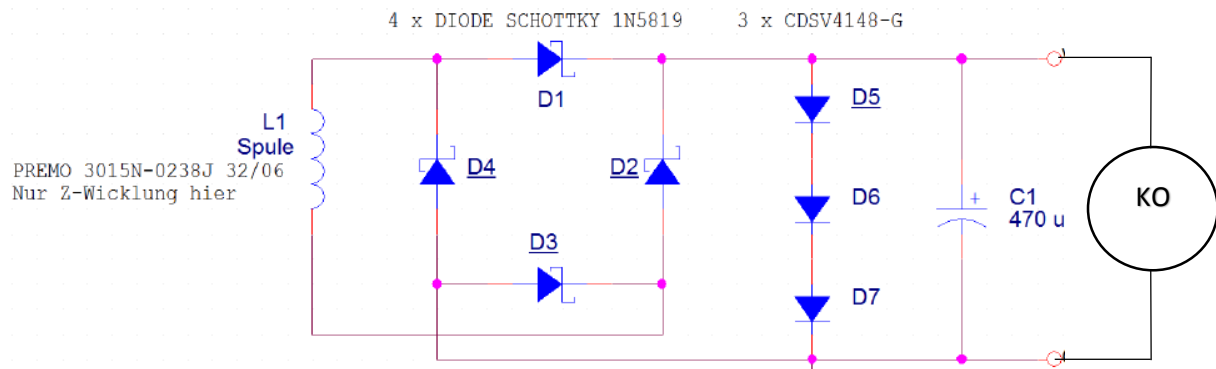 4 x DIODE SCHOTTKY 1N5819
3 x CDSV4148-G
D1
L1
Spule
PREMO 3015N-0238J 32/06
Nur Z-Wicklung hier
D4
D2
D3
D5
D6
D7
+
C1
470 u
KO